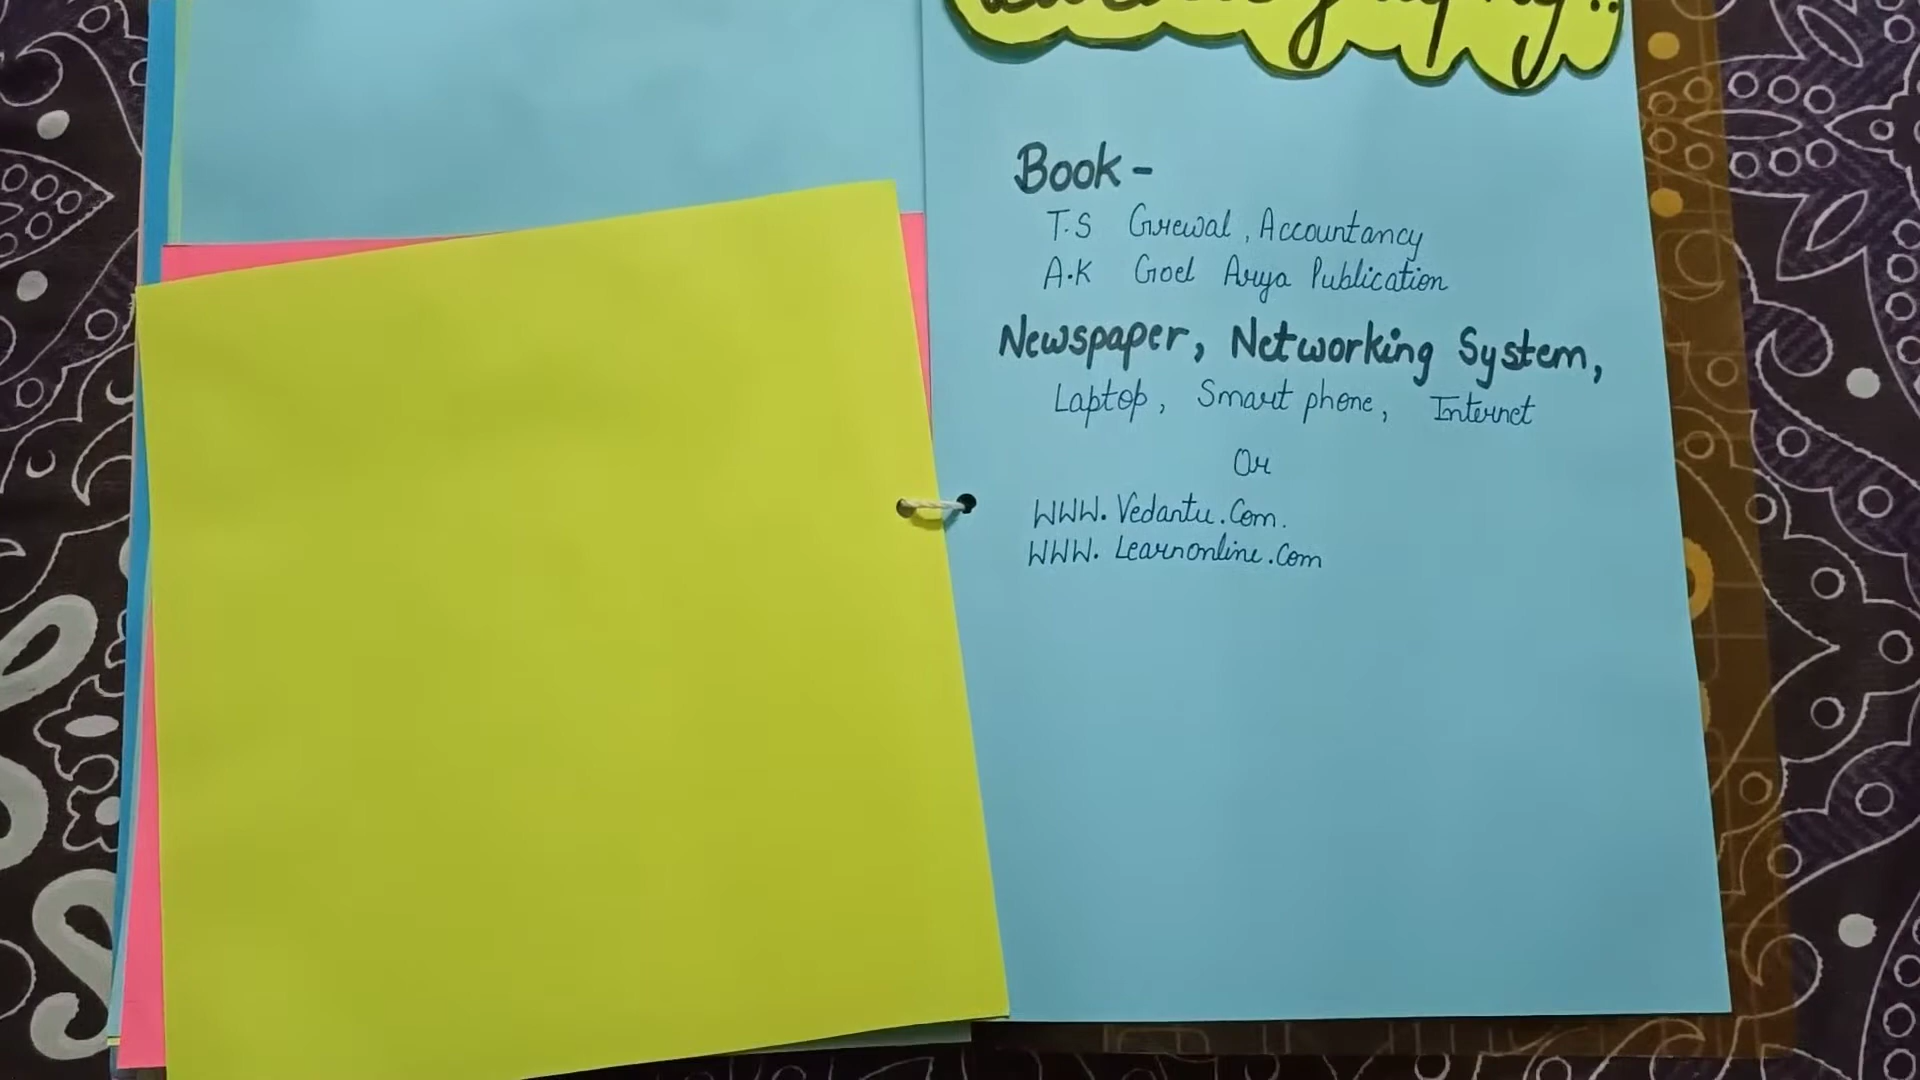 Book -
T.S Grewal, Accountancy
A.K Goel Arya Publication
Newspaper, Networking System,
Laptop, Smart phone, Internet
Or
WWW. Vedantu.Com.
WWW. Learnonline.Com